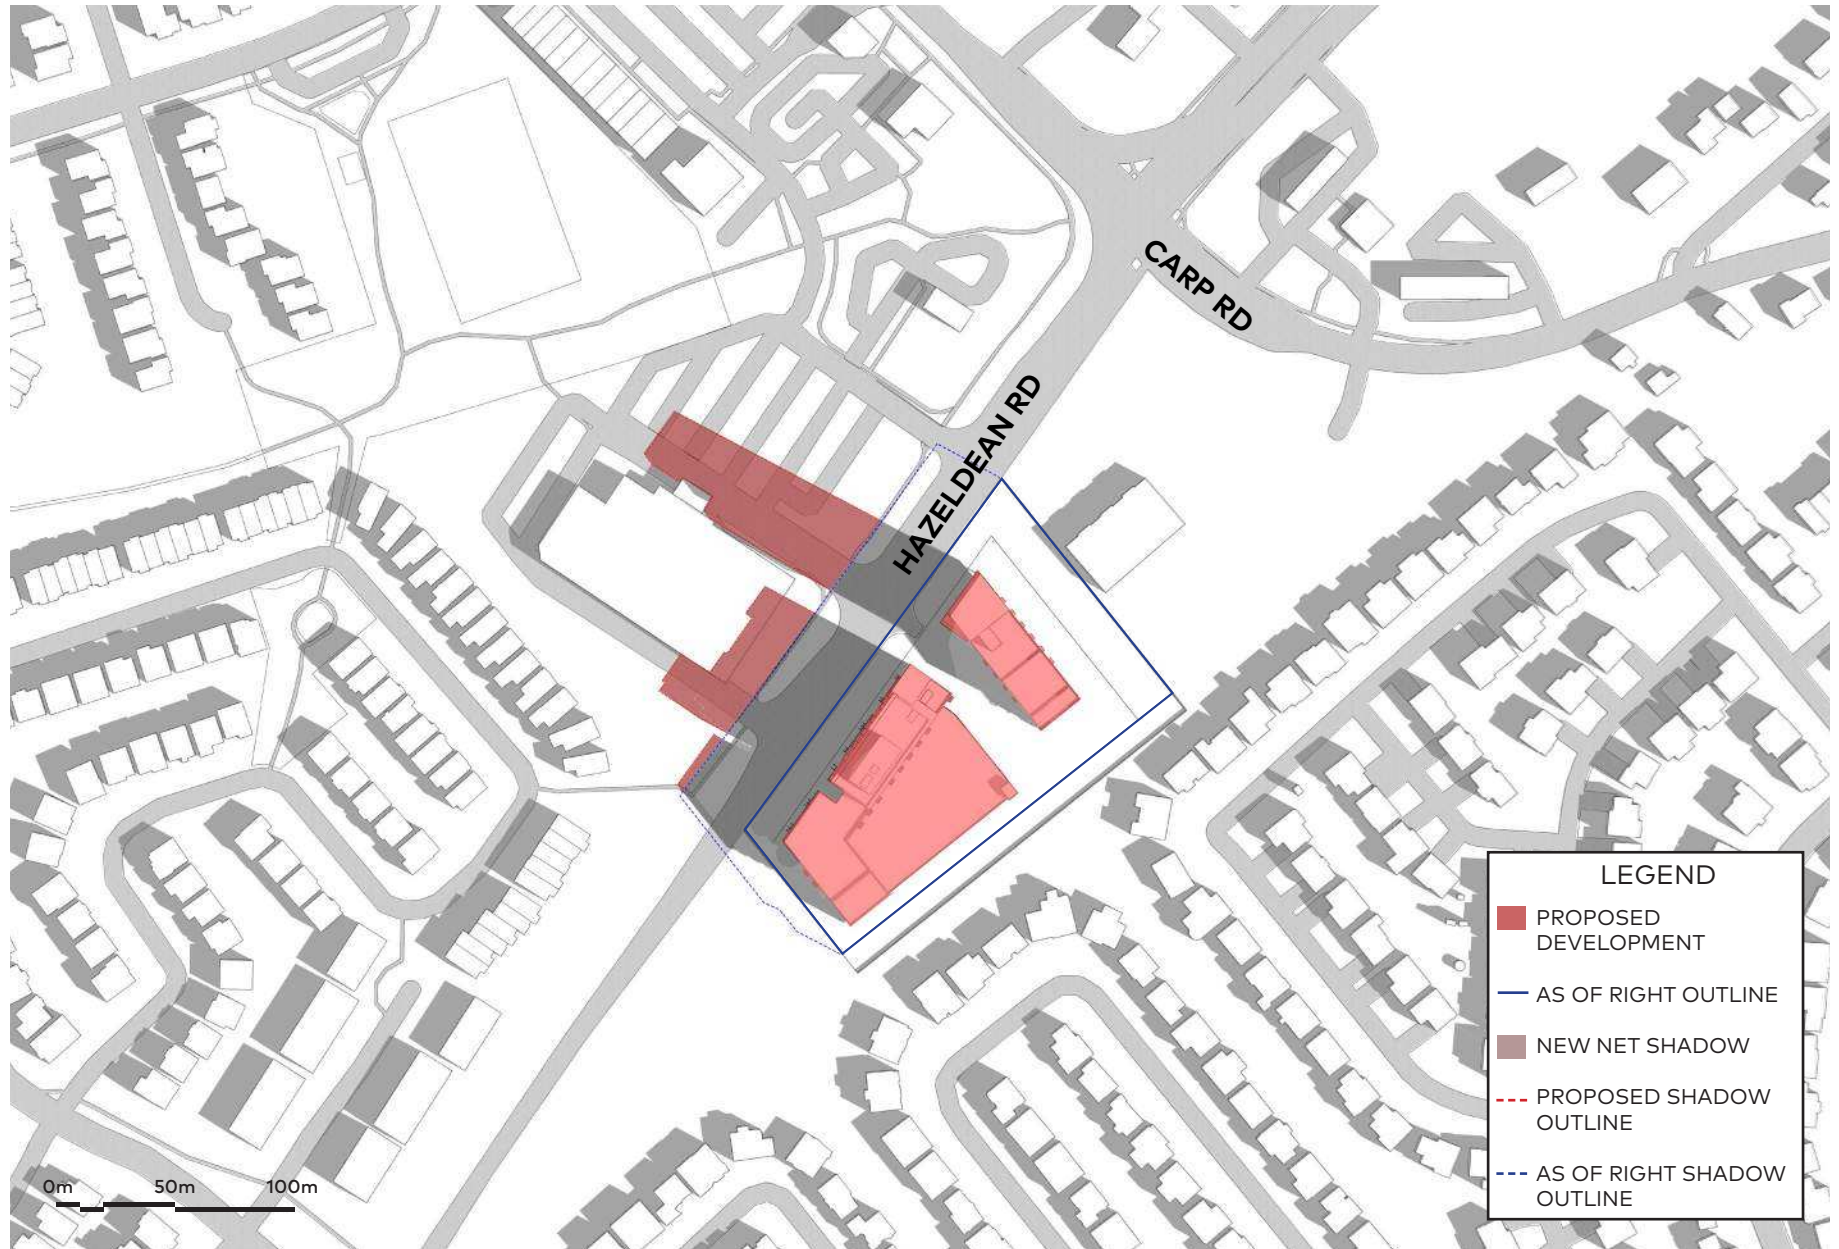 CARP RD
HAZELDEAN RD
LEGEND
PROPOSED
DEVELOPMENT
AS OF RIGHT OUTLINE
NEW NET SHADOW
PROPOSED SHADOW
OUTLINE
AS OF RIGHT SHADOW
OUTLINE
0m 50m 100m